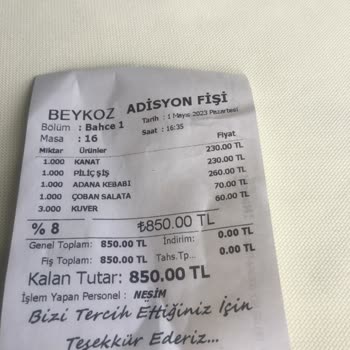 BEYKOZ ADİSYON FİŞİ
Bölüm : Bahce 1 Tarih : 1 Mayıs 2023 Pazartesi
Masa : 16 Saat : 16:35
Miktar Ürünler Fiyat
1.000 KANAT 230.00 TL
1.000 PİLİÇ ŞİŞ 230.00 TL
1.000 ADANA KEBABI 260.00 TL
1.000 ÇOBAN SALATA 70.00 TL
3.000 KUVER 60.00 TL
% 8 ₺850.00 TL
Genel Toplam: 850.00 TL İndirim: 0.00 TL
Fiş Toplam: 850.00 TL Tahs.Tp... 0.00 TL
Kalan Tutar: 850.00 TL
İşlem Yapan Personel : NESİM
Bizi Tercih Ettiğiniz İçin
Teşekkür Ederiz...